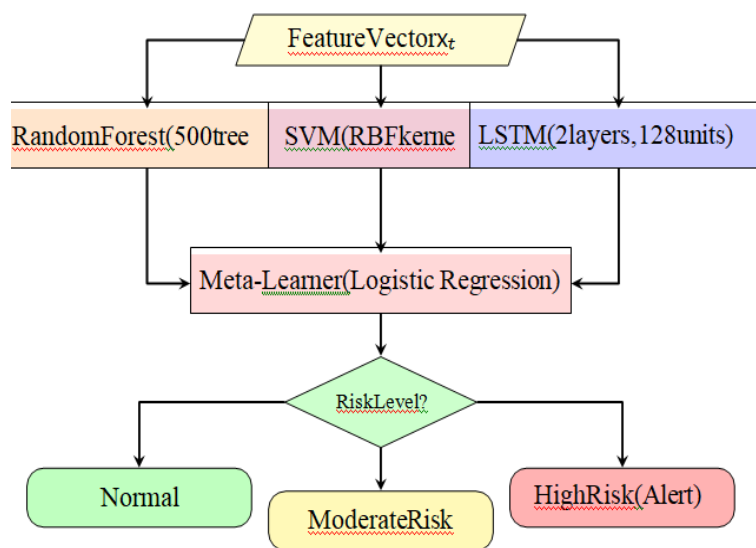 FeatureVectorxₜ
RandomForest(500tree
SVM(RBFkerne
LSTM(2layers,128units)
Meta-Learner(Logistic Regression)
RiskLevel?
Normal
ModerateRisk
HighRisk(Alert)